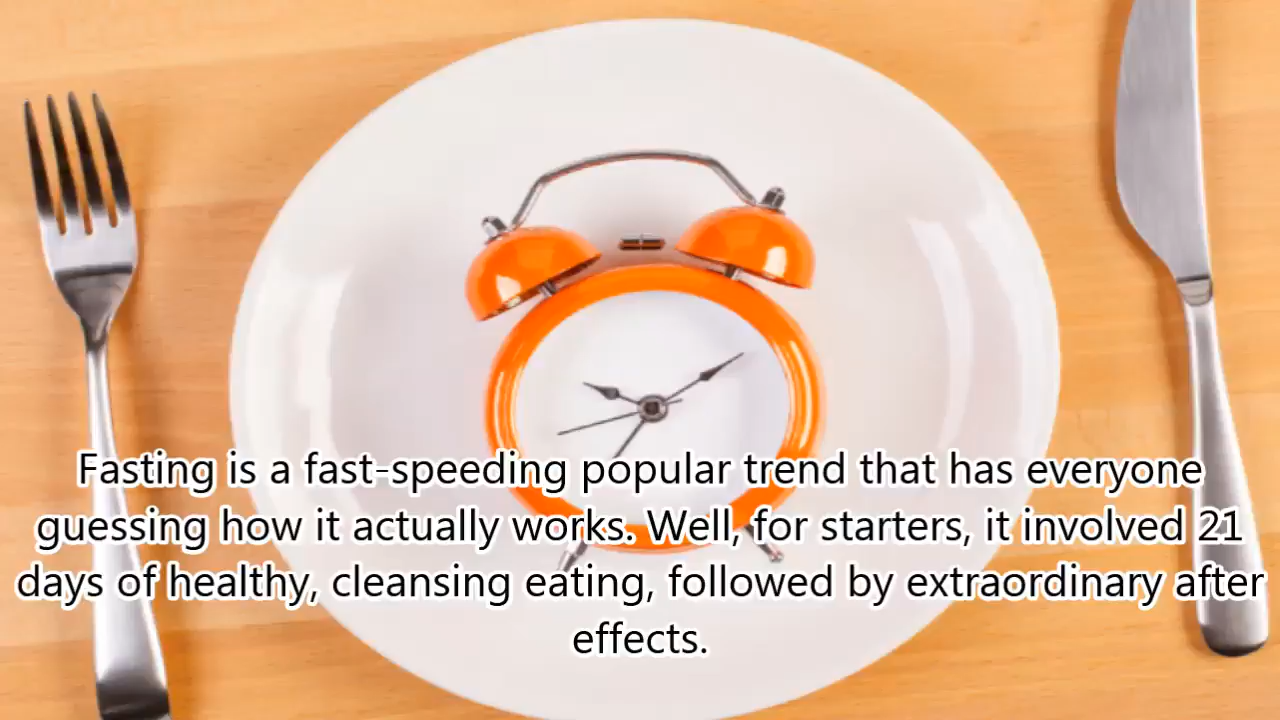 Fasting is a fast-speeding popular trend that has everyone
guessing how it actually works. Well, for starters, it involved 21
days of healthy, cleansing eating, followed by extraordinary after
effects.